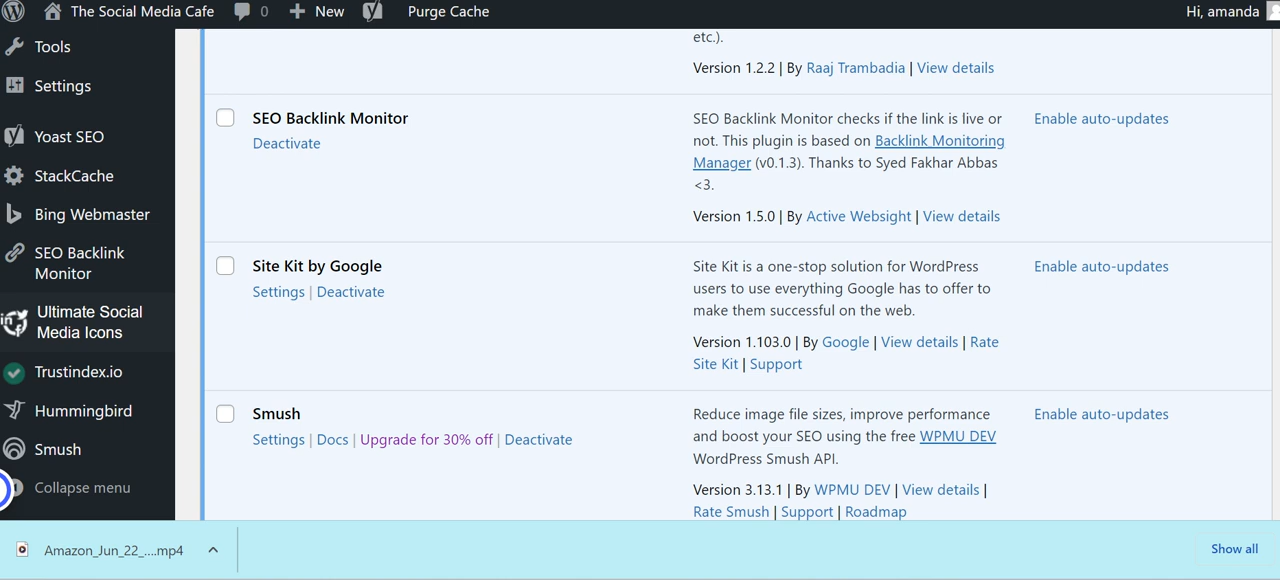 The Social Media Cafe 0 New Purge Cache Hi, amanda
Tools
Settings
Yoast SEO
StackCache
Bing Webmaster
SEO Backlink
Monitor
Ultimate Social
Media Icons
Trustindex.io
Hummingbird
Smush
Collapse menu
etc.).
Version 1.2.2 | By Raaj Trambadia | View details
SEO Backlink Monitor
Deactivate
SEO Backlink Monitor checks if the link is live or
not. This plugin is based on Backlink Monitoring
Manager (v0.1.3). Thanks to Syed Fakhar Abbas
<3.
Version 1.5.0 | By Active Websight | View details
Enable auto-updates
Site Kit by Google
Settings | Deactivate
Site Kit is a one-stop solution for WordPress
users to use everything Google has to offer to
make them successful on the web.
Version 1.103.0 | By Google | View details | Rate
Site Kit | Support
Enable auto-updates
Smush
Settings | Docs | Upgrade for 30% off | Deactivate
Reduce image file sizes, improve performance
and boost your SEO using the free WPMU DEV
WordPress Smush API.
Version 3.13.1 | By WPMU DEV | View details |
Rate Smush | Support | Roadmap
Enable auto-updates
Amazon_Jun_22_....mp4
Show all